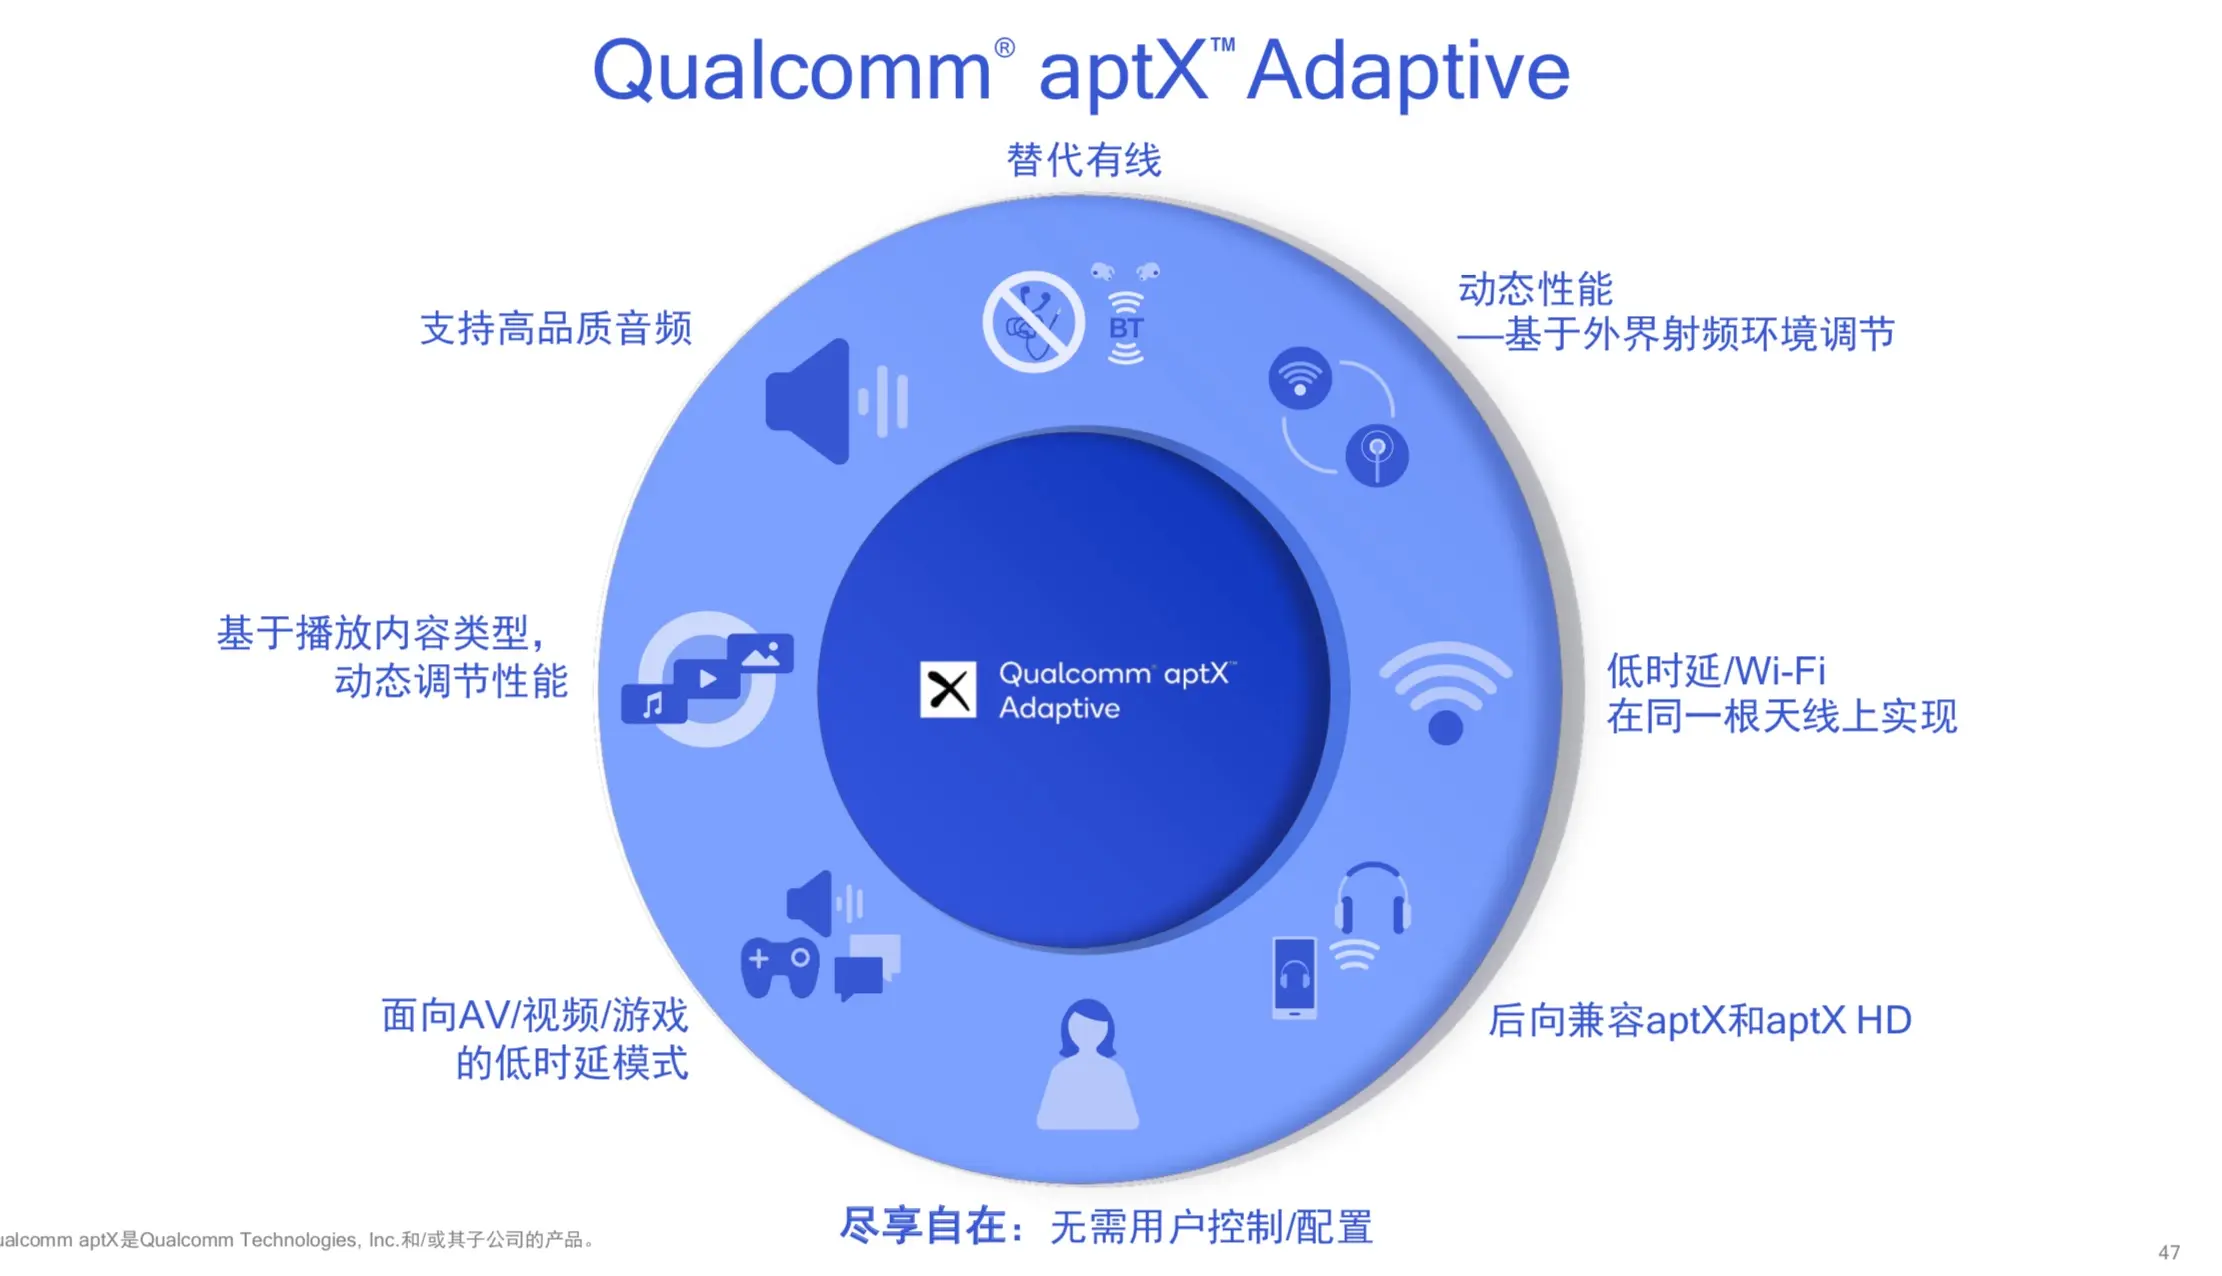 Qualcomm® aptX™ Adaptive
替代有线
支持高品质音频
动态性能
—基于外界射频环境调节
BT
基于播放内容类型，
动态调节性能
Qualcomm® aptX™
Adaptive
低时延/Wi-Fi
在同一根天线上实现
面向AV/视频/游戏
的低时延模式
后向兼容aptX和aptX HD
尽享自在：无需用户控制/配置
ualcomm aptX是Qualcomm Technologies, Inc.和/或其子公司的产品。
47